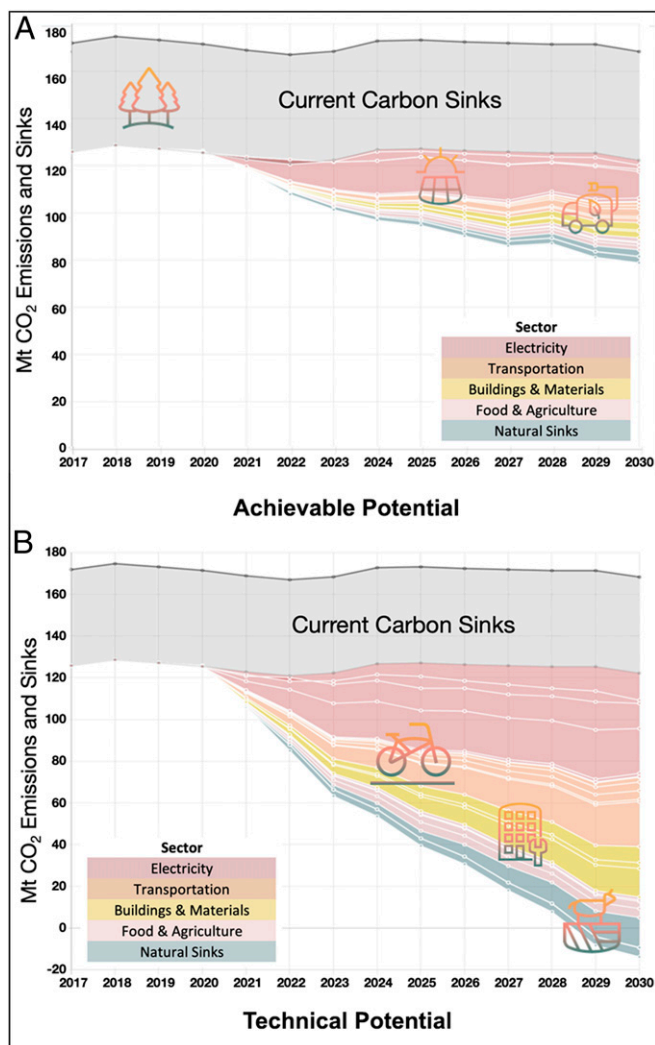 A
180
160
140
120
100
80
60
40
20
0
Mt CO₂ Emissions and Sinks
Current Carbon Sinks
Sector
Electricity
Transportation
Buildings & Materials
Food & Agriculture
Natural Sinks
2017 2018 2019 2020 2021 2022 2023 2024 2025 2026 2027 2028 2029 2030
Achievable Potential
B
180
160
140
120
100
80
60
40
20
0
-20
Mt CO₂ Emissions and Sinks
Current Carbon Sinks
Sector
Electricity
Transportation
Buildings & Materials
Food & Agriculture
Natural Sinks
2017 2018 2019 2020 2021 2022 2023 2024 2025 2026 2027 2028 2029 2030
Technical Potential